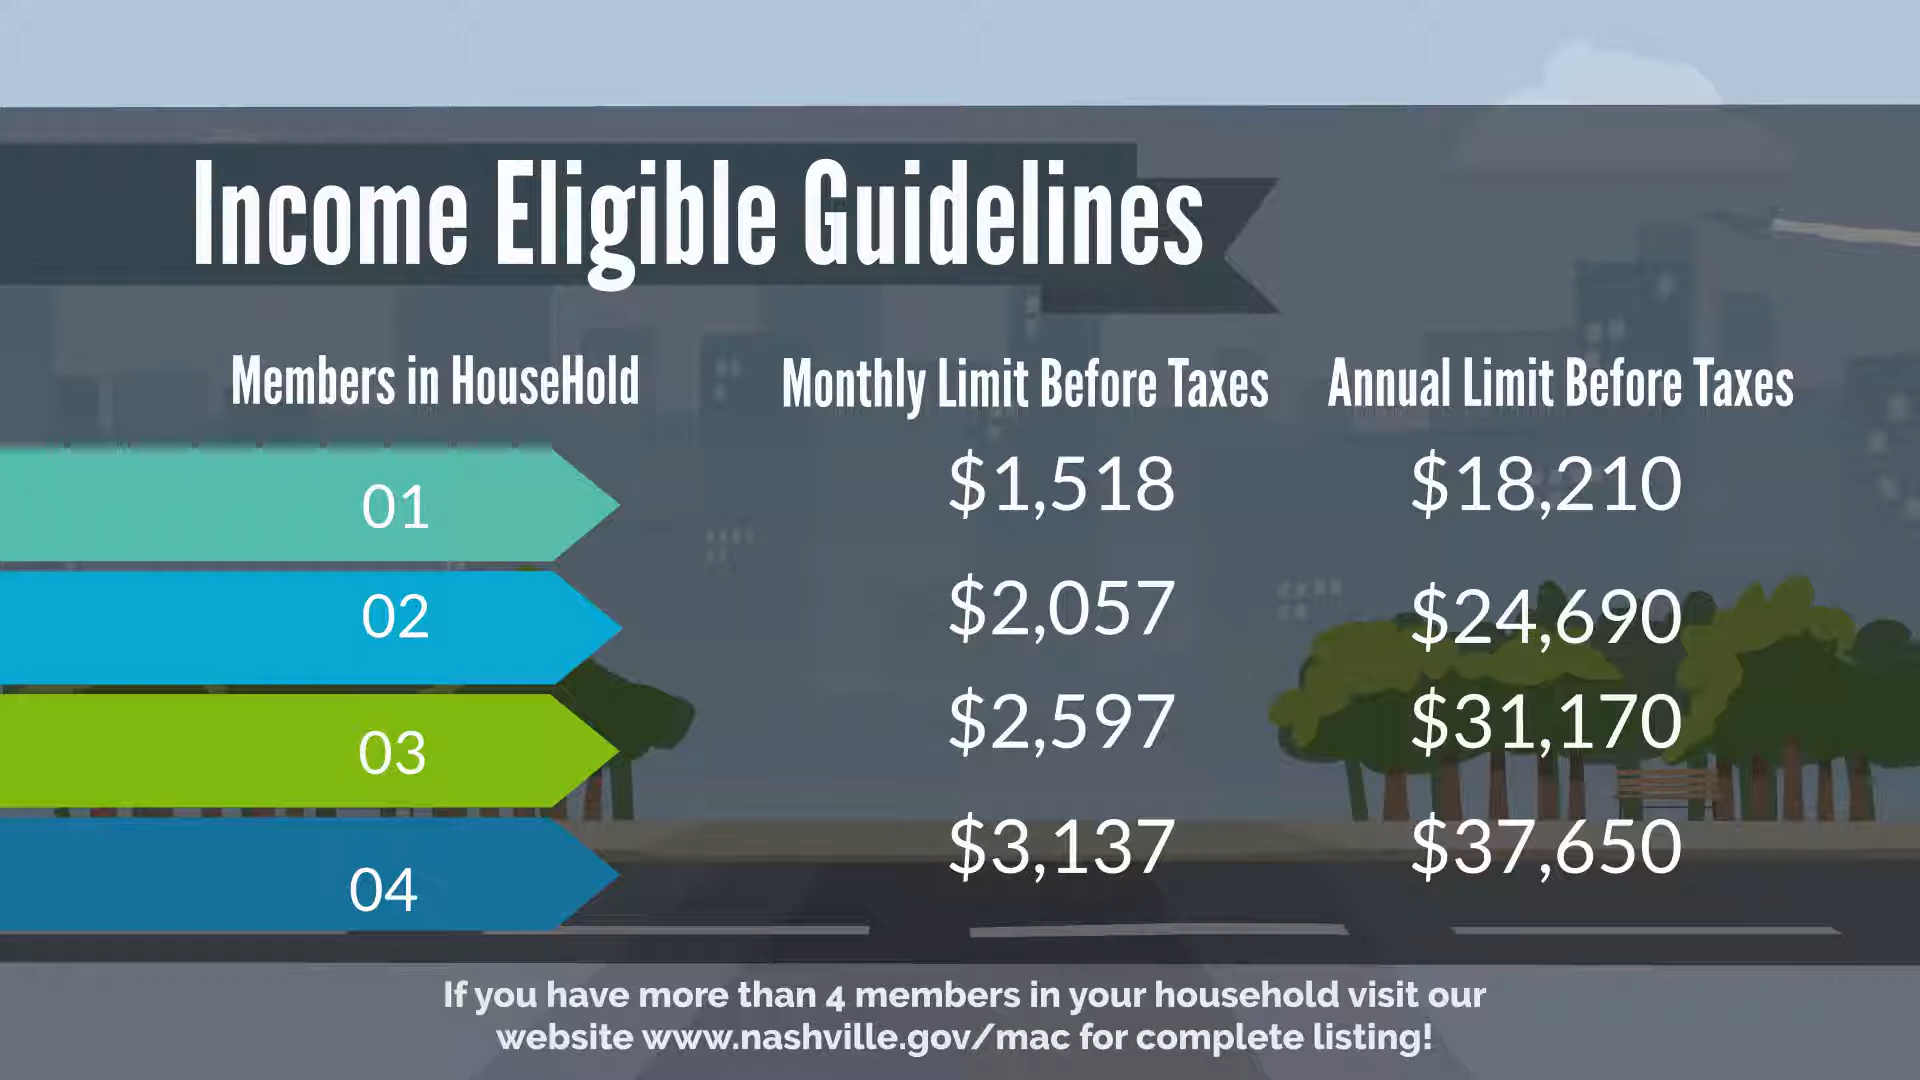 Income Eligible Guidelines
Members in HouseHold Monthly Limit Before Taxes Annual Limit Before Taxes
01 $1,518 $18,210
02 $2,057 $24,690
03 $2,597 $31,170
04 $3,137 $37,650
If you have more than 4 members in your household visit our
website www.nashville.gov/mac for complete listing!